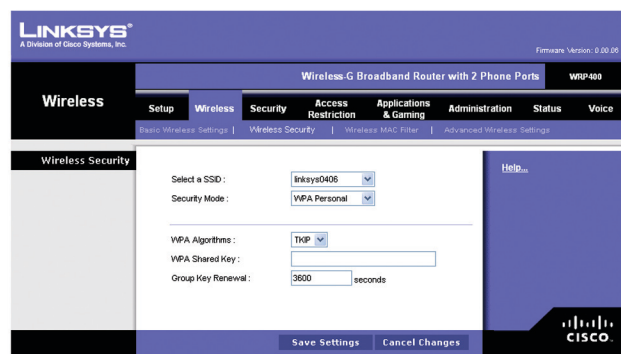 LINKSYS®
A Division of Cisco Systems, Inc.
Firmware Version: 0.00.06
Wireless-G Broadband Router with 2 Phone Ports WRP400
Wireless
Setup Wireless Security Access Restriction Applications & Gaming Administration Status Voice
Basic Wireless Settings | Wireless Security | Wireless MAC Filter | Advanced Wireless Settings
Wireless Security
Help...
Select a SSID : linksys0406
Security Mode : WPA Personal
WPA Algorithms : TKIP
WPA Shared Key :
Group Key Renewal : 3600 seconds
Save Settings Cancel Changes
CISCO.